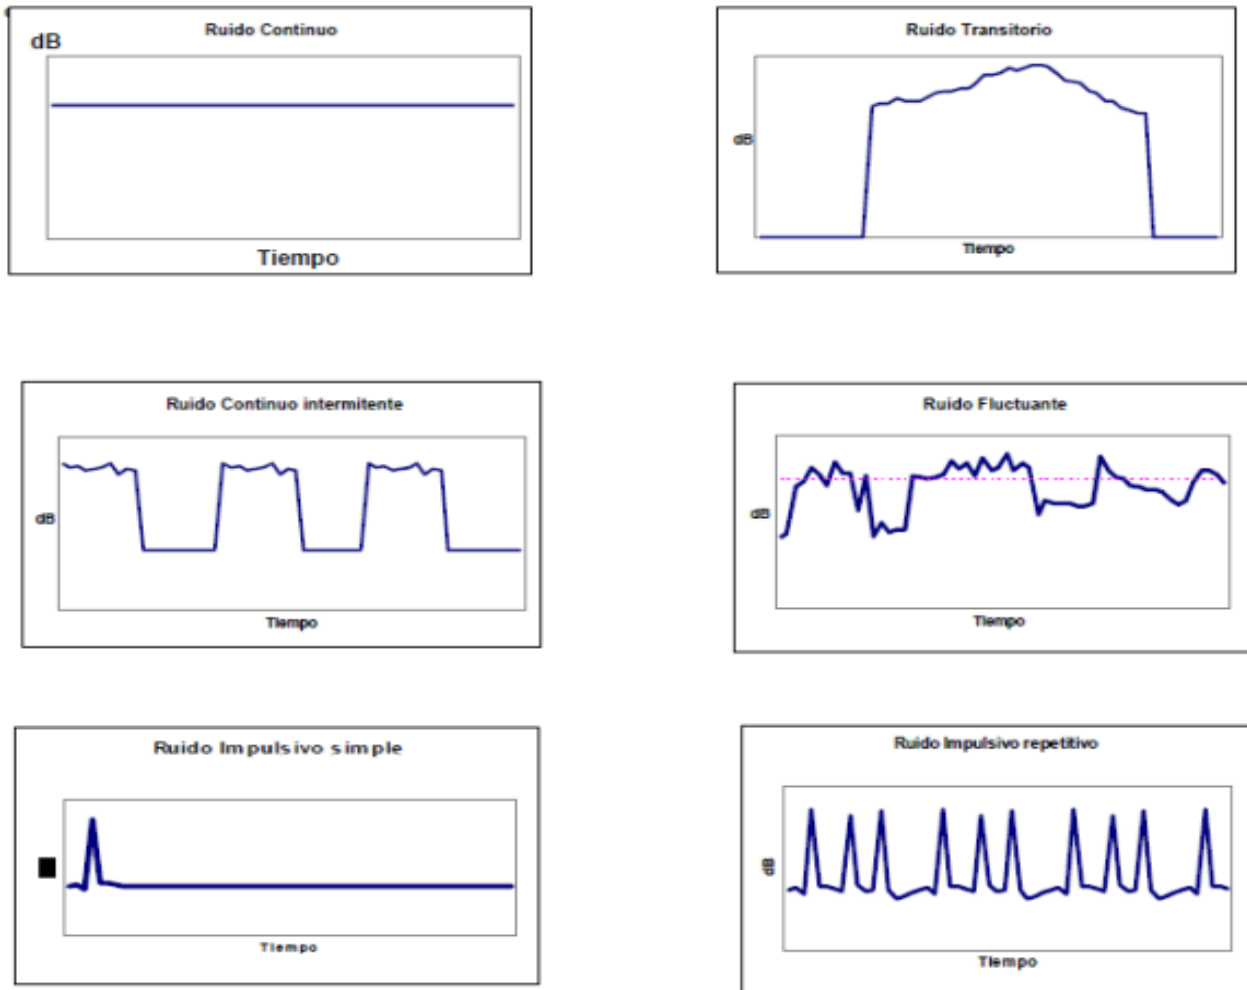 Ruido Continuo
dB
Tiempo
Ruido Transitorio
dB
Tiempo
Ruido Continuo intermitente
dB
Tiempo
Ruido Fluctuante
dB
Tiempo
Ruido Impulsivo simple
Tiempo
Ruido Impulsivo repetitivo
dB
Tiempo